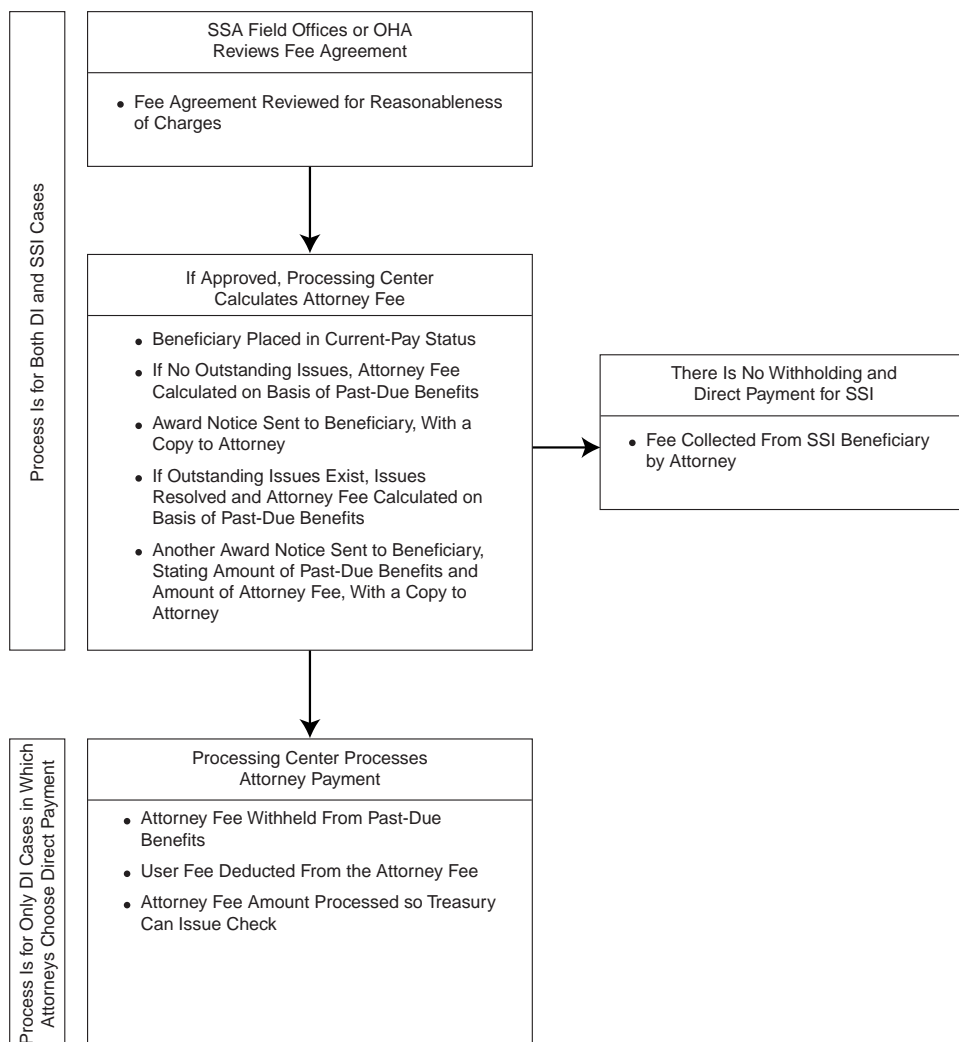 SSA Field Offices or OHA
Reviews Fee Agreement
● Fee Agreement Reviewed for Reasonableness
of Charges
Process Is for Both DI and SSI Cases
If Approved, Processing Center
Calculates Attorney Fee
● Beneficiary Placed in Current-Pay Status
● If No Outstanding Issues, Attorney Fee
Calculated on Basis of Past-Due Benefits
● Award Notice Sent to Beneficiary, With a
Copy to Attorney
● If Outstanding Issues Exist, Issues
Resolved and Attorney Fee Calculated on
Basis of Past-Due Benefits
● Another Award Notice Sent to Beneficiary,
Stating Amount of Past-Due Benefits and
Amount of Attorney Fee, With a Copy to
Attorney
There Is No Withholding and
Direct Payment for SSI
● Fee Collected From SSI Beneficiary
by Attorney
Process Is for Only DI Cases in Which
Attorneys Choose Direct Payment
Processing Center Processes
Attorney Payment
● Attorney Fee Withheld From Past-Due
Benefits
● User Fee Deducted From the Attorney Fee
● Attorney Fee Amount Processed so Treasury
Can Issue Check